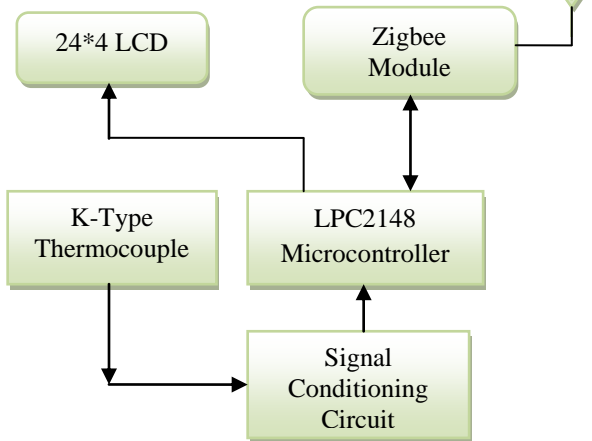 24*4 LCD
Zigbee
Module
K-Type
Thermocouple
LPC2148
Microcontroller
Signal
Conditioning
Circuit